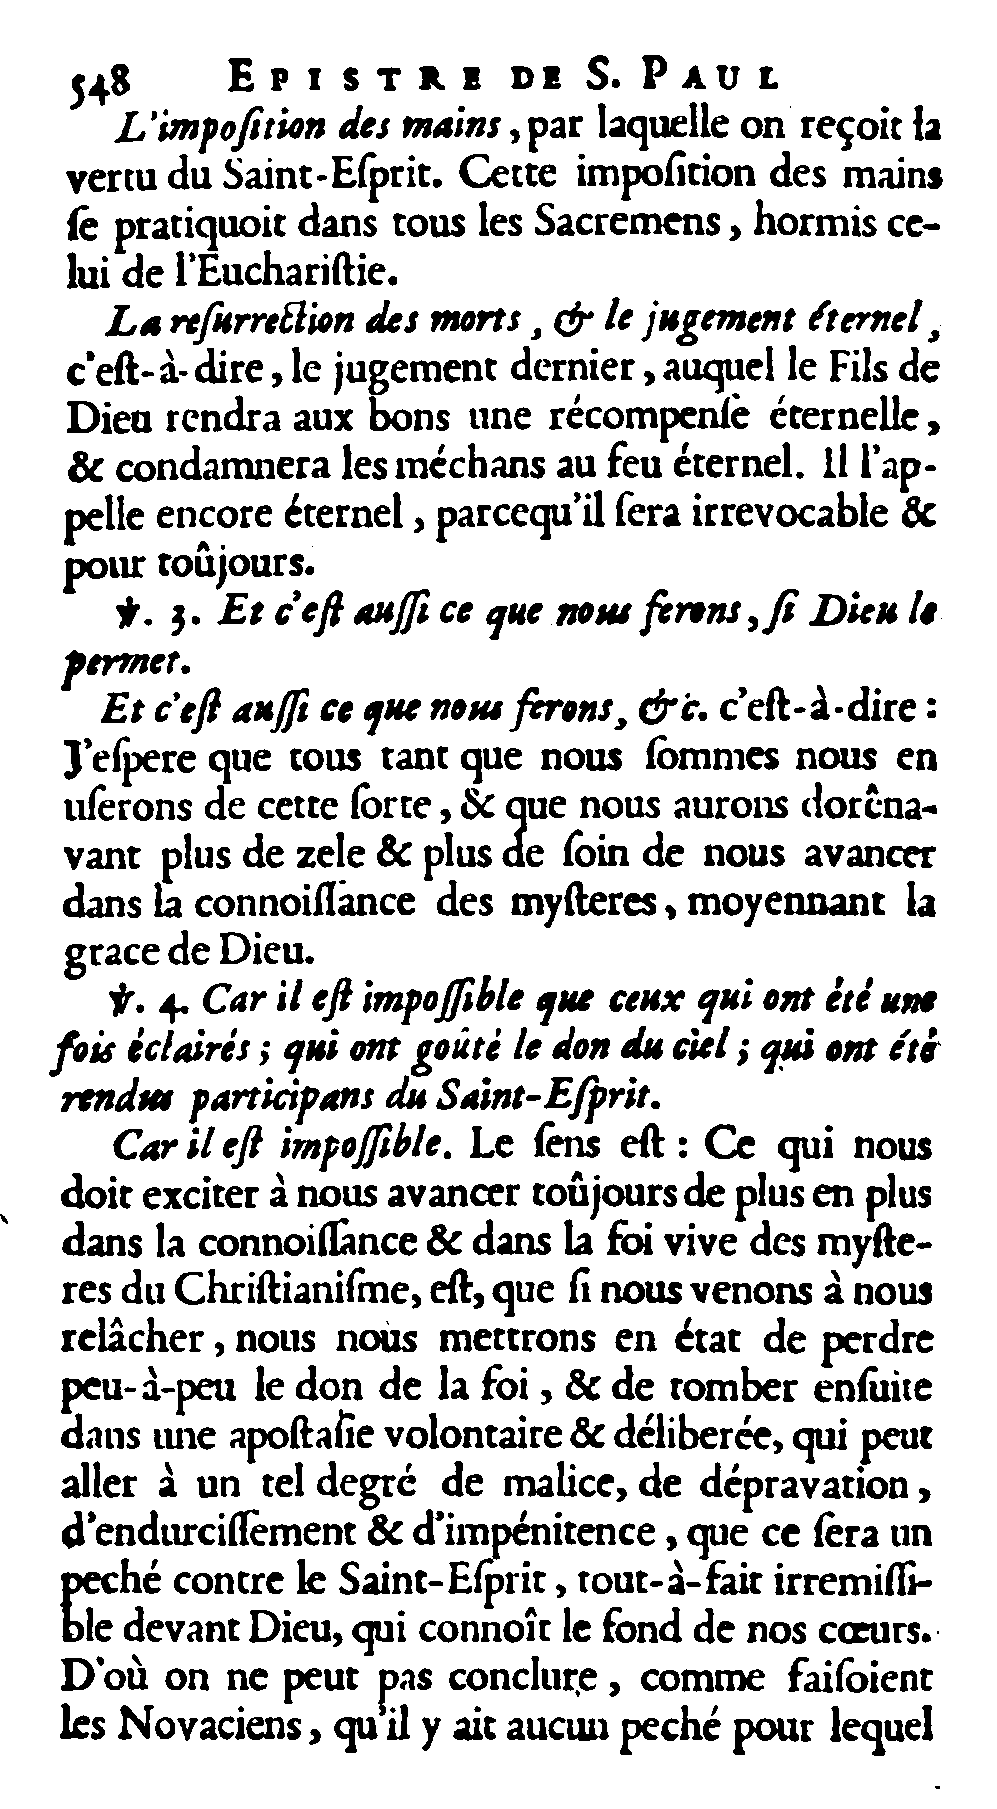 548 EPISTRE DE S. PAUL
L'impoſition des mains, par laquelle on reçoit la
vertu du Saint-Eſprit. Cette impoſition des mains
ſe pratiquoit dans tous les Sacremens, hormis ce-
lui de l'Euchariſtie.
La reſurrection des morts, & le jugement éternel,
c'eſt-à-dire, le jugement dernier, auquel le Fils de
Dieu rendra aux bons une récompenſe éternelle,
& condamnera les méchans au feu éternel. Il l'ap-
pelle encore éternel, parcequ'il ſera irrevocable &
pour toûjours.
℣. 3. Et c'eſt auſſi ce que nous ferons, ſi Dieu le
permet.
Et c'eſt auſſi ce que nous ferons, &c. c'eſt-à-dire :
J'eſpere que tous tant que nous ſommes nous en
uſerons de cette ſorte, & que nous aurons dorêna-
vant plus de zele & plus de ſoin de nous avancer
dans la connoiſſance des myſteres, moyennant la
grace de Dieu.
℣. 4. Car il eſt impoſſible que ceux qui ont été une
fois éclairés ; qui ont goûté le don du ciel ; qui ont été
rendus participans du Saint-Eſprit.
Car il eſt impoſſible. Le ſens eſt : Ce qui nous
doit exciter à nous avancer toûjours de plus en plus
dans la connoiſſance & dans la foi vive des myſte-
res du Chriſtianiſme, eſt, que ſi nous venons à nous
relâcher, nous nous mettrons en état de perdre
peu-à-peu le don de la foi, & de tomber enſuite
dans une apoſtaſie volontaire & déliberée, qui peut
aller à un tel degré de malice, de dépravation,
d'endurciſſement & d'impénitence, que ce ſera un
peché contre le Saint-Eſprit, tout-à-fait irremiſſi-
ble devant Dieu, qui connoît le fond de nos cœurs.
D'où on ne peut pas conclure, comme faiſoient
les Novaciens, qu'il y ait aucun peché pour lequel